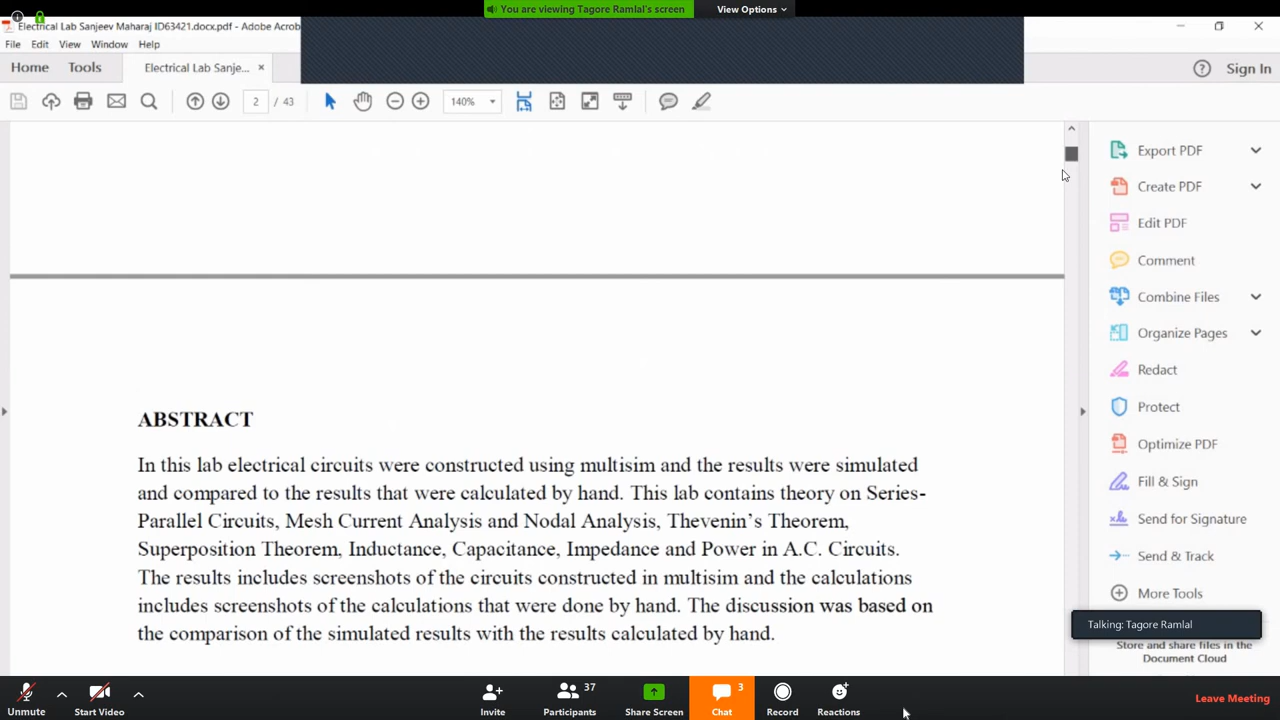 You are viewing Tagore Ramlal's screen
View Options
Electrical Lab Sanjeev Maharaj ID63421.docx.pdf - Adobe Acrob
File Edit View Window Help
Home Tools Electrical Lab Sanje... ×
Sign In
2 / 43 140%
Export PDF
Create PDF
Edit PDF
Comment
Combine Files
Organize Pages
Redact
Protect
Optimize PDF
Fill & Sign
Send for Signature
Send & Track
More Tools
ABSTRACT
In this lab electrical circuits were constructed using multisim and the results were simulated
and compared to the results that were calculated by hand. This lab contains theory on Series-
Parallel Circuits, Mesh Current Analysis and Nodal Analysis, Thevenin's Theorem,
Superposition Theorem, Inductance, Capacitance, Impedance and Power in A.C. Circuits.
The results includes screenshots of the circuits constructed in multisim and the calculations
includes screenshots of the calculations that were done by hand. The discussion was based on
the comparison of the simulated results with the results calculated by hand.
Talking: Tagore Ramlal
Store and share files in the
Document Cloud
Unmute Start Video Invite Participants 37 Share Screen Chat 3 Record Reactions Leave Meeting